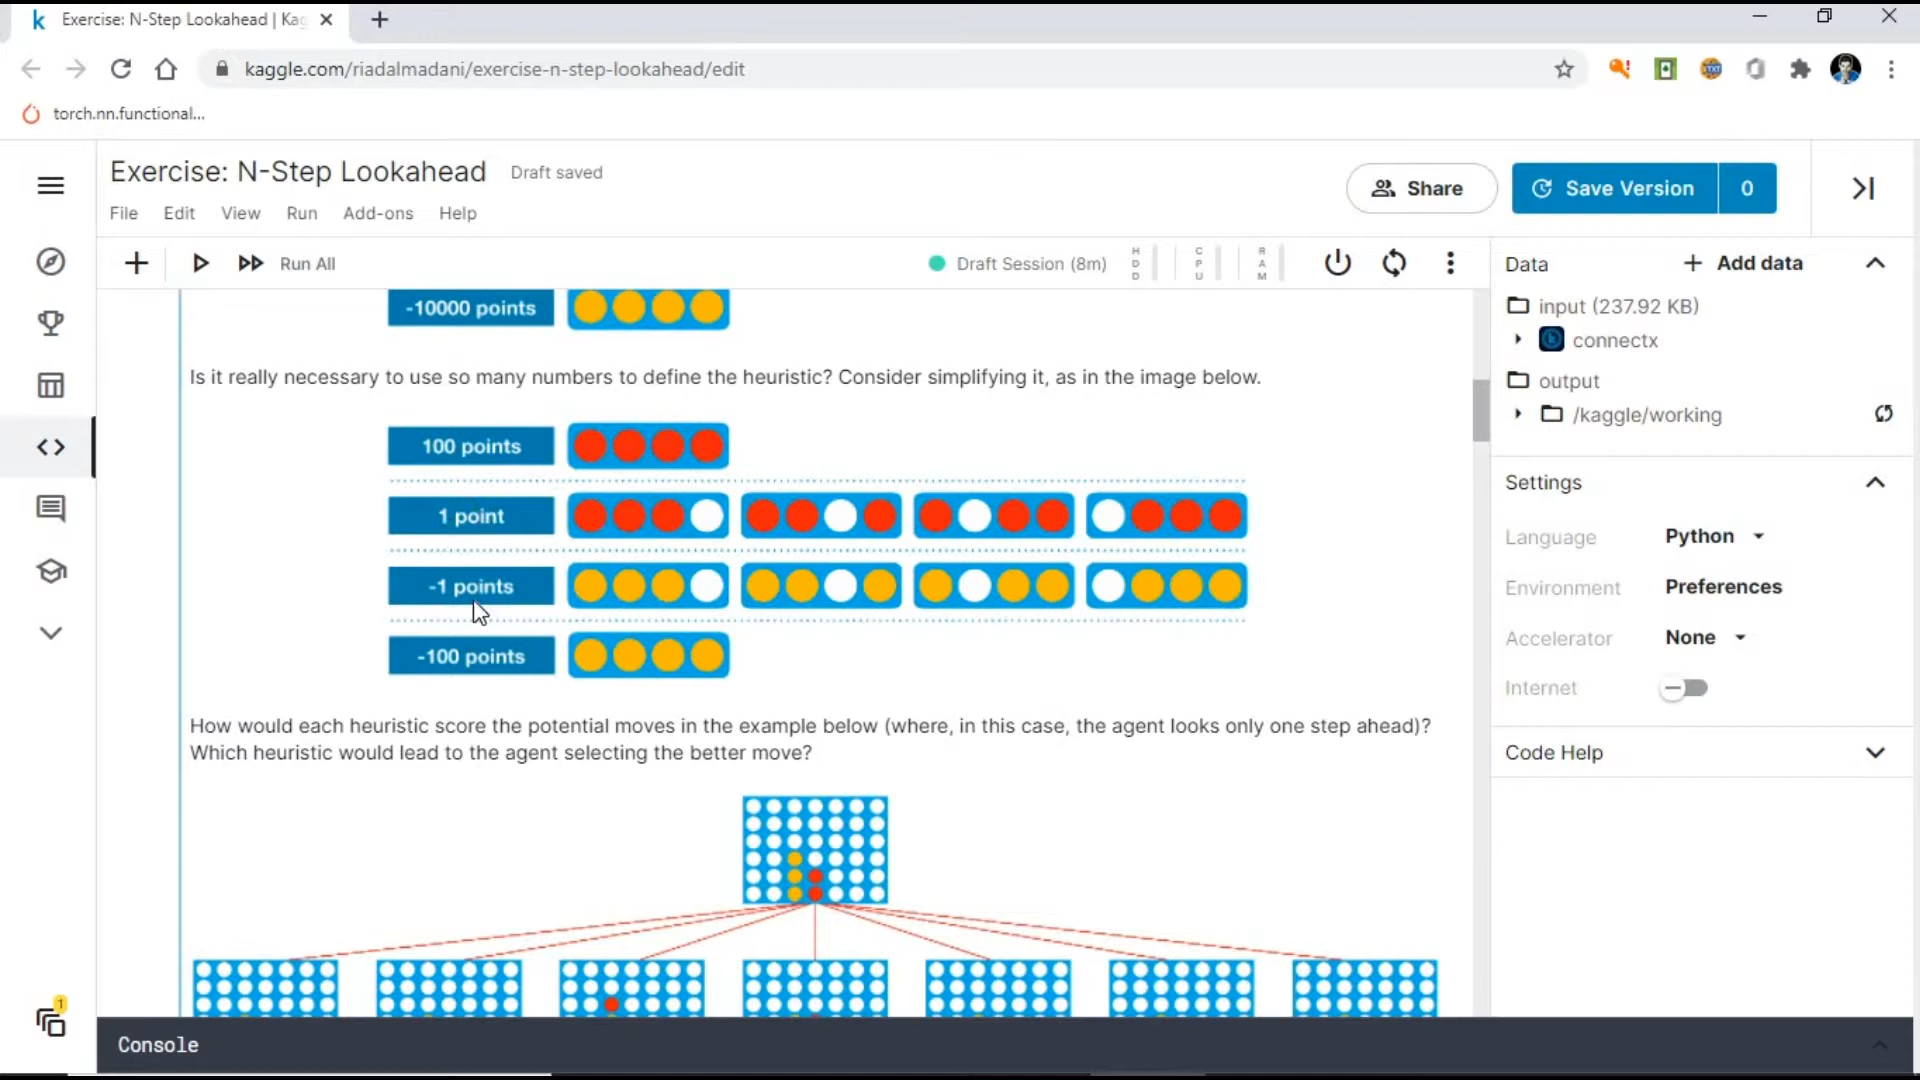 Exercise: N-Step Lookahead | Kag
kaggle.com/riadalmadani/exercise-n-step-lookahead/edit
torch.nn.functional...
Exercise: N-Step Lookahead Draft saved
Share
Save Version 0
File Edit View Run Add-ons Help
Run All
Draft Session (8m)
HDD
CPU
RAM
Data
Add data
input (237.92 KB)
connectx
output
/kaggle/working
Settings
Language Python
Environment Preferences
Accelerator None
Internet
Code Help
-10000 points
Is it really necessary to use so many numbers to define the heuristic? Consider simplifying it, as in the image below.
100 points
1 point
-1 points
-100 points
How would each heuristic score the potential moves in the example below (where, in this case, the agent looks only one step ahead)?
Which heuristic would lead to the agent selecting the better move?
1
Console